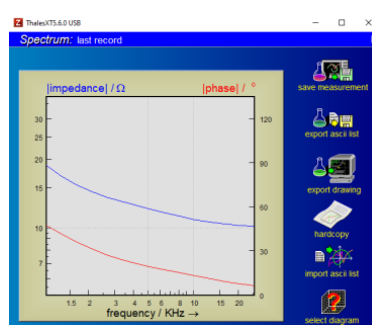 ThalesXT5.6.0 USB
Spectrum: last record
|impedance| / Ω
|phase| / °
30
25
20
15
10
7
120
90
60
30
0
1.5 2 3 4 5 6 8 10 15 20
frequency / KHz →
save measurement
export ascii list
export drawing
hardcopy
import ascii list
select diagram